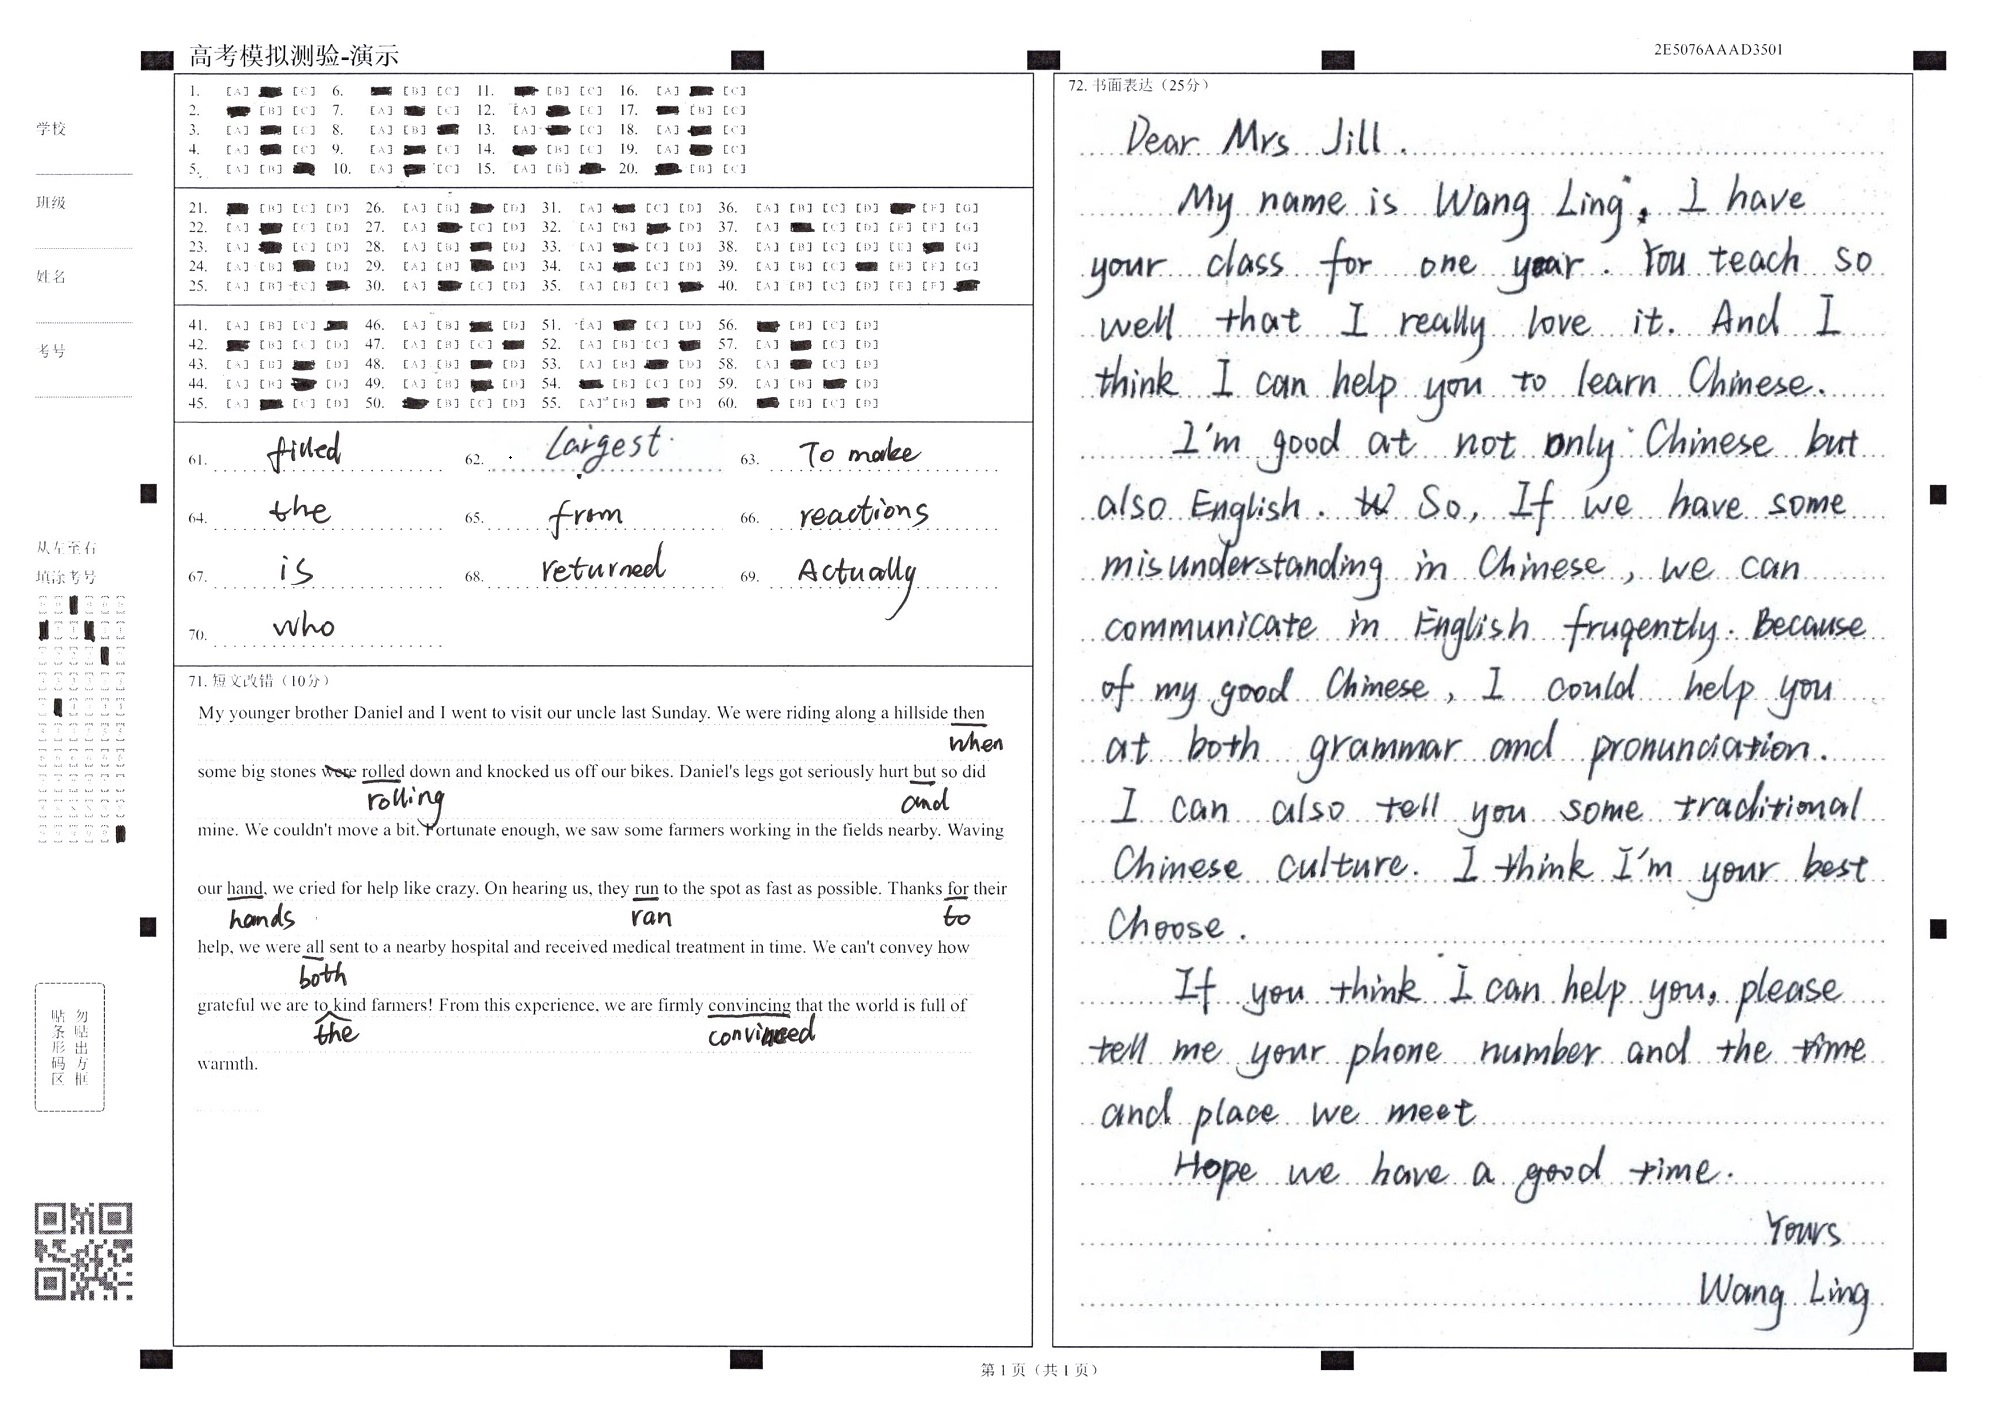 高考模拟测验-演示
2E5076AAAD3501
学校
班级
姓名
考号
从左至右
填涂考号
勿贴出方框
贴条形码区
1. [A] [C] 6. [B] [C] 11. [B] [C] 16. [A] [C]
2. [B] [C] 7. [A] [C] 12. [A] [C] 17. [B] [C]
3. [A] [C] 8. [A] [B] 13. [A] [C] 18. [A] [C]
4. [A] [C] 9. [A] [C] 14. [B] [C] 19. [A] [C]
5. [A] [B] 10. [A] [C] 15. [A] [B] 20. [B] [C]
21. [B] [C] [D] 26. [A] [B] [D] 31. [A] [C] [D] 36. [A] [B] [C] [D] [F] [G]
22. [A] [C] [D] 27. [A] [C] [D] 32. [A] [B] [D] 37. [A] [C] [D] [E] [F] [G]
23. [A] [C] [D] 28. [A] [B] [D] 33. [A] [C] [D] 38. [A] [B] [C] [D] [E] [G]
24. [A] [B] [D] 29. [A] [B] [D] 34. [A] [C] [D] 39. [A] [B] [C] [E] [F] [G]
25. [A] [B] [C] 30. [A] [C] [D] 35. [A] [B] [C] 40. [A] [B] [C] [D] [E] [F]
41. [A] [B] [C] 46. [A] [B] [D] 51. [A] [C] [D] 56. [B] [C] [D]
42. [B] [C] [D] 47. [A] [B] [C] 52. [A] [B] [C] 57. [A] [C] [D]
43. [A] [B] [D] 48. [A] [B] [D] 53. [A] [B] [D] 58. [A] [C] [D]
44. [A] [B] [D] 49. [A] [B] [D] 54. [B] [C] [D] 59. [A] [B] [D]
45. [A] [C] [D] 50. [B] [C] [D] 55. [A] [B] [D] 60. [B] [C] [D]
61. filled 62. Largest. 63. To make
64. the 65. from 66. reactions
67. is 68. returned 69. Actually
70. who
71. 短文改错（10分）
My younger brother Daniel and I went to visit our uncle last Sunday. We were riding along a hillside then
when
some big stones were rolled down and knocked us off our bikes. Daniel's legs got seriously hurt but so did
rolling and
mine. We couldn't move a bit. Fortunate enough, we saw some farmers working in the fields nearby. Waving
our hand, we cried for help like crazy. On hearing us, they run to the spot as fast as possible. Thanks for their
hands ran to
help, we were all sent to a nearby hospital and received medical treatment in time. We can't convey how
both
grateful we are to kind farmers! From this experience, we are firmly convincing that the world is full of
the convinced
warmth.
72. 书面表达（25分）
Dear Mrs Jill.
My name is Wang Ling. I have
your class for one year. You teach so
well that I really love it. And I
think I can help you to learn Chinese.
I'm good at not only Chinese but
also English. So, If we have some
misunderstanding in Chinese, we can
communicate in English fruqently. Because
of my good Chinese, I could help you
at both grammar and pronunciation.
I can also tell you some traditional
Chinese culture. I think I'm your best
Choose.
If you think I can help you, please
tell me your phone number and the time
and place we meet
Hope we have a good time.
Yours
Wang Ling
第1页（共1页）